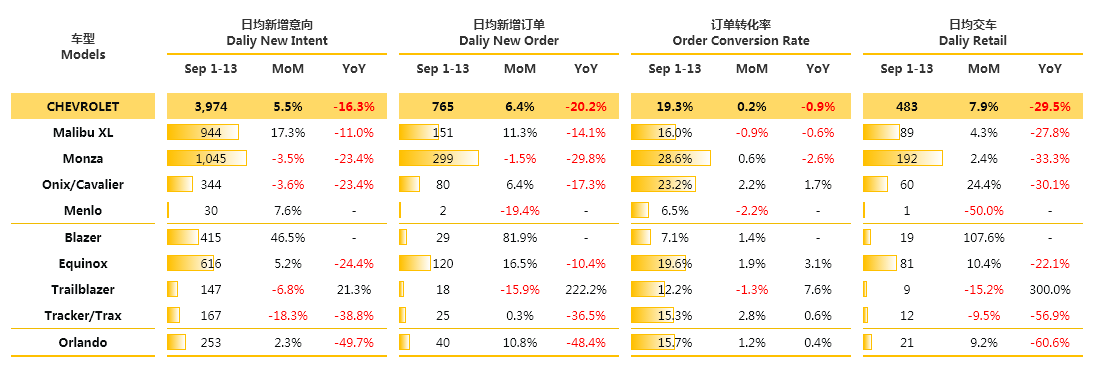 车型
Models
日均新增意向
Daliy New Intent
日均新增订单
Daliy New Order
订单转化率
Order Conversion Rate
日均交车
Daliy Retail
Sep 1-13 MoM YoY Sep 1-13 MoM YoY Sep 1-13 MoM YoY Sep 1-13 MoM YoY
CHEVROLET 3,974 5.5% -16.3% 765 6.4% -20.2% 19.3% 0.2% -0.9% 483 7.9% -29.5%
Malibu XL 944 17.3% -11.0% 151 11.3% -14.1% 16.0% -0.9% -0.6% 89 4.3% -27.8%
Monza 1,045 -3.5% -23.4% 299 -1.5% -29.8% 28.6% 0.6% -2.6% 192 2.4% -33.3%
Onix/Cavalier 344 -3.6% -23.4% 80 6.4% -17.3% 23.2% 2.2% 1.7% 60 24.4% -30.1%
Menlo 30 7.6% - 2 -19.4% - 6.5% -2.2% - 1 -50.0% -
Blazer 415 46.5% - 29 81.9% - 7.1% 1.4% - 19 107.6% -
Equinox 616 5.2% -24.4% 120 16.5% -10.4% 19.6% 1.9% 3.1% 81 10.4% -22.1%
Trailblazer 147 -6.8% 21.3% 18 -15.9% 222.2% 12.2% -1.3% 7.6% 9 -15.2% 300.0%
Tracker/Trax 167 -18.3% -38.8% 25 0.3% -36.5% 15.3% 2.8% 0.6% 12 -9.5% -56.9%
Orlando 253 2.3% -49.7% 40 10.8% -48.4% 15.7% 1.2% 0.4% 21 9.2% -60.6%